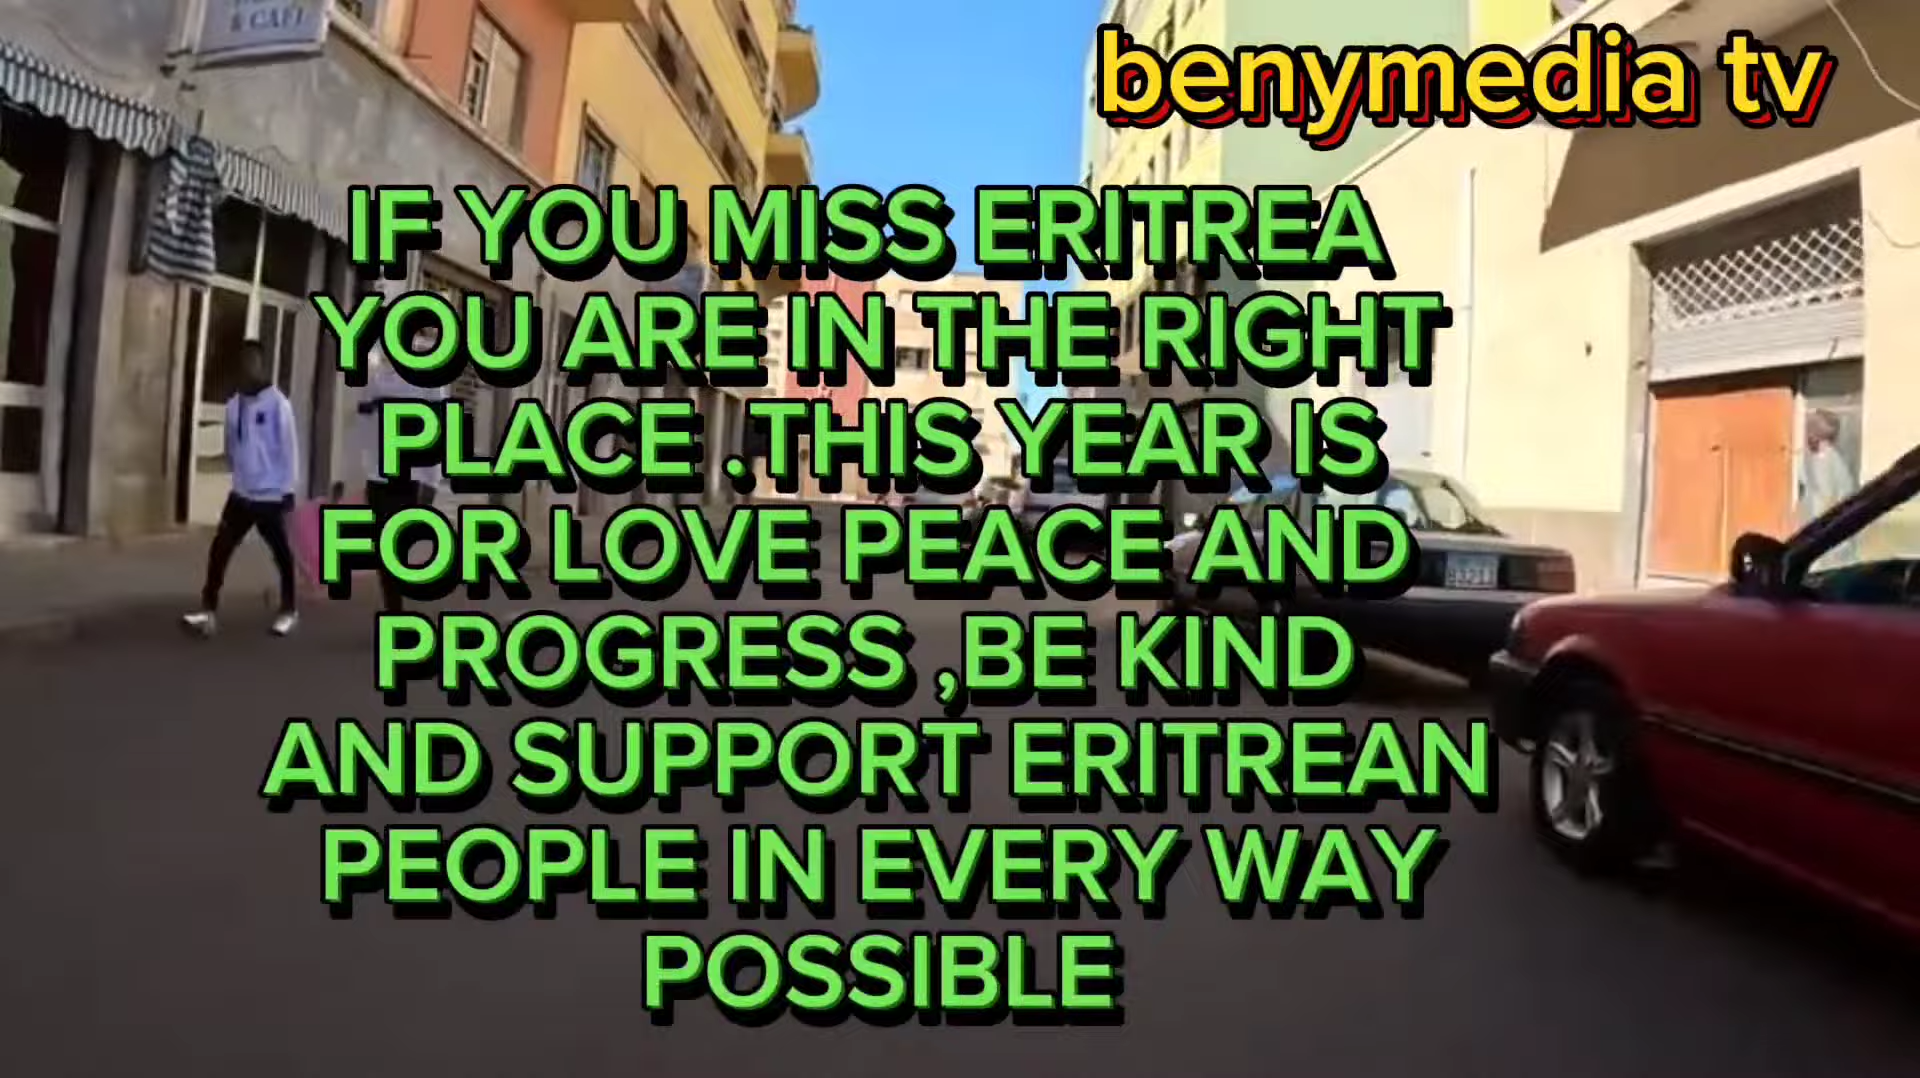 & CAFE
benymedia tv
IF YOU MISS ERITREA
YOU ARE IN THE RIGHT
PLACE .THIS YEAR IS
FOR LOVE PEACE AND
PROGRESS ,BE KIND
AND SUPPORT ERITREAN
PEOPLE IN EVERY WAY
POSSIBLE